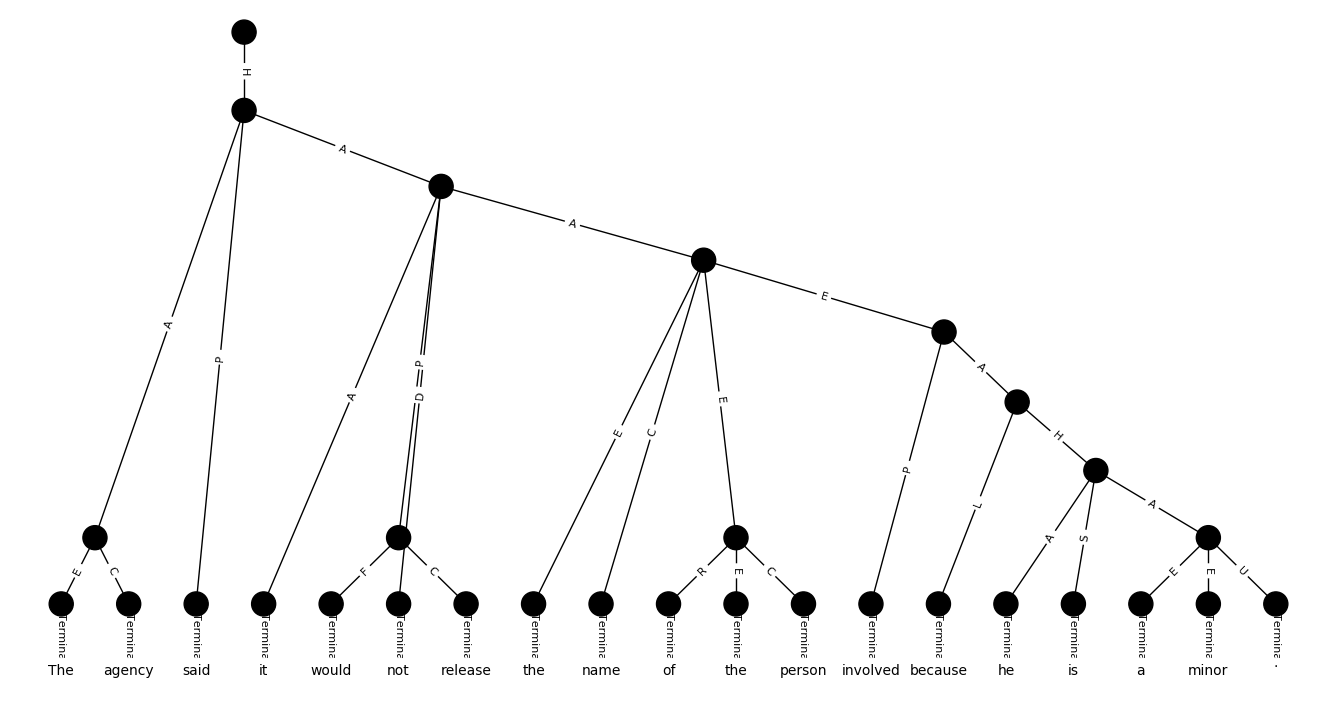 H
A
A
E
A
P
A
P
D
A
E
C
E
P
A
H
L
A
S
A
E
C
F
C
R
E
C
E
E
U
Termina Termina Termina Termina Termina Termina Termina Termina Termina Termina Termina Termina Termina Termina Termina Termina Termina Termina Termina
The agency said it would not release the name of the person involved because he is a minor .